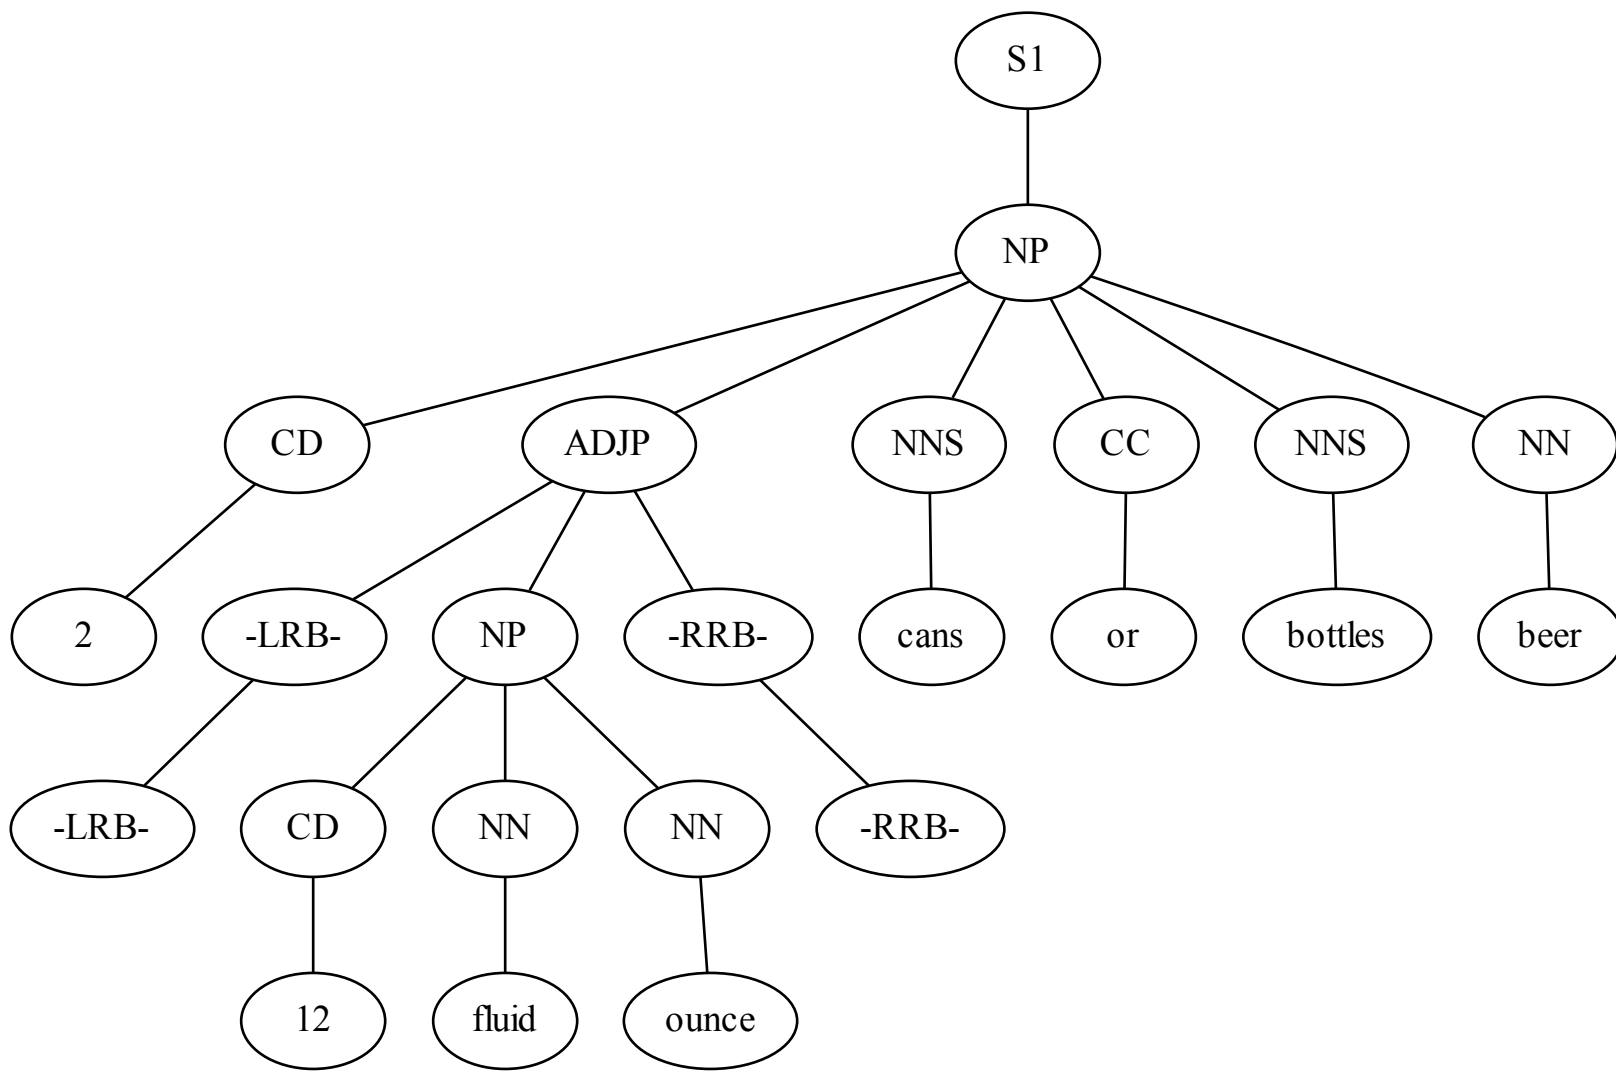 S1
NP
CD ADJP NNS CC NNS NN
2 -LRB- NP -RRB- cans or bottles beer
-LRB- CD NN NN -RRB-
12 fluid ounce